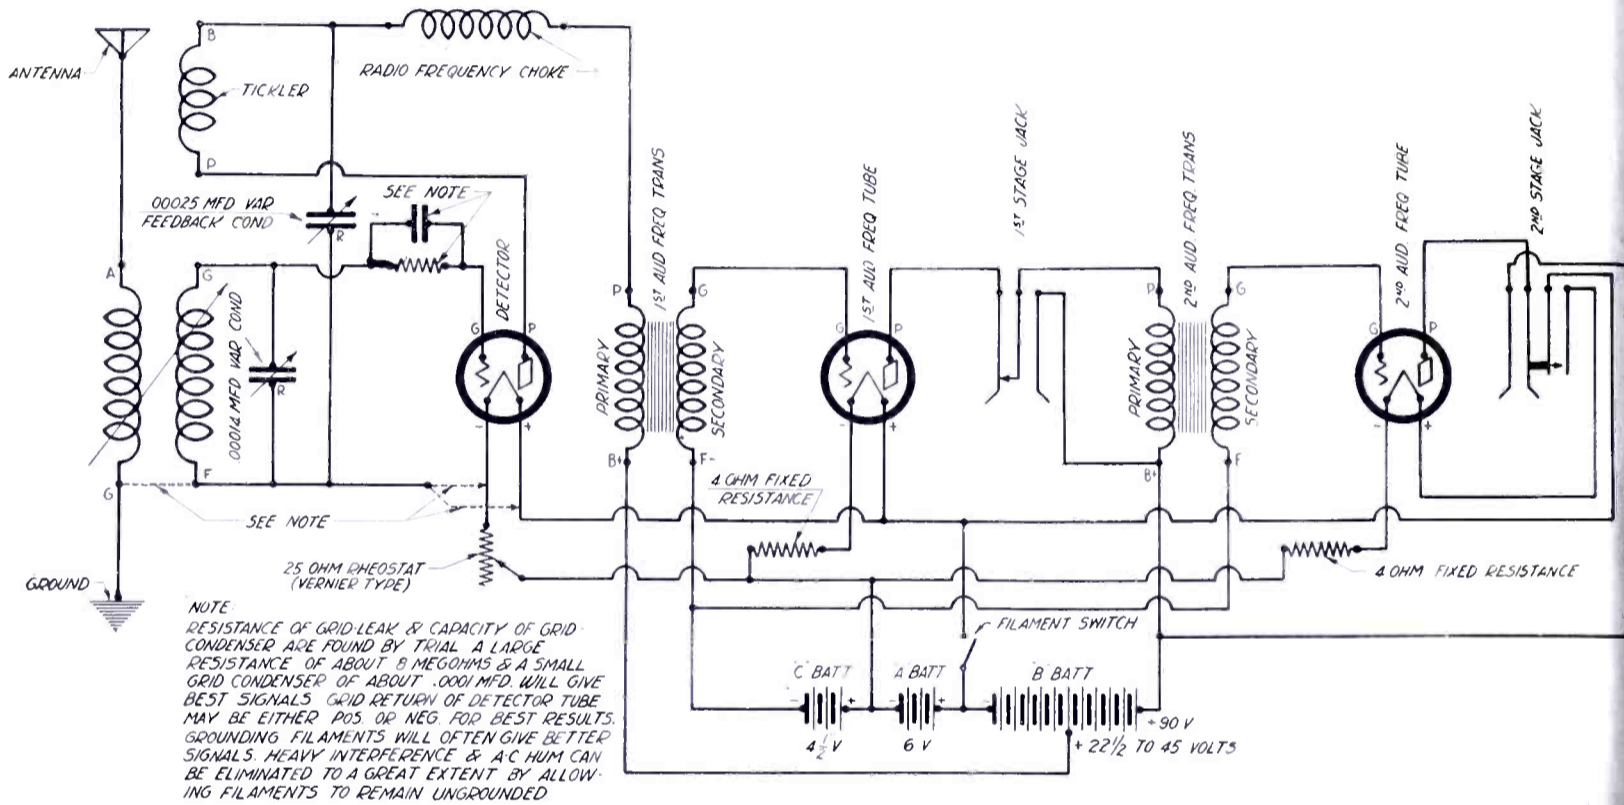 ANTENNA
B
TICKLER
P
RADIO FREQUENCY CHOKE
.00025 MFD VAR
FEEDBACK COND
R
SEE NOTE
A
G
G
F
.00014 MFD VAR COND
R
SEE NOTE
GROUND
DETECTOR
G
P
-
+
25 OHM RHEOSTAT
(VERNIER TYPE)
1ST AUD FREQ TRANS
P
G
PRIMARY
SECONDARY
B+
F-
1ST AUD FREQ TUBE
G
P
-
+
4 OHM FIXED
RESISTANCE
1ST STAGE JACK
2ND AUD FREQ. TRANS
P
G
PRIMARY
SECONDARY
B+
F
2ND AUD. FREQ TUBE
G
P
-
+
2ND STAGE JACK
4 OHM FIXED RESISTANCE
FILAMENT SWITCH
C BATT
- +
4 1/2 V
A BATT
- +
6 V
B BATT
-
+90 V
+ 22 1/2 TO 45 VOLTS
NOTE:
RESISTANCE OF GRID-LEAK & CAPACITY OF GRID
CONDENSER ARE FOUND BY TRIAL A LARGE
RESISTANCE OF ABOUT 8 MEGOHMS & A SMALL
GRID CONDENSER OF ABOUT .0001 MFD. WILL GIVE
BEST SIGNALS GRID RETURN OF DETECTOR TUBE
MAY BE EITHER POS. OR NEG. FOR BEST RESULTS.
GROUNDING FILAMENTS WILL OFTEN GIVE BETTER
SIGNALS. HEAVY INTERFERENCE & A-C HUM CAN
BE ELIMINATED TO A GREAT EXTENT BY ALLOW-
ING FILAMENTS TO REMAIN UNGROUNDED